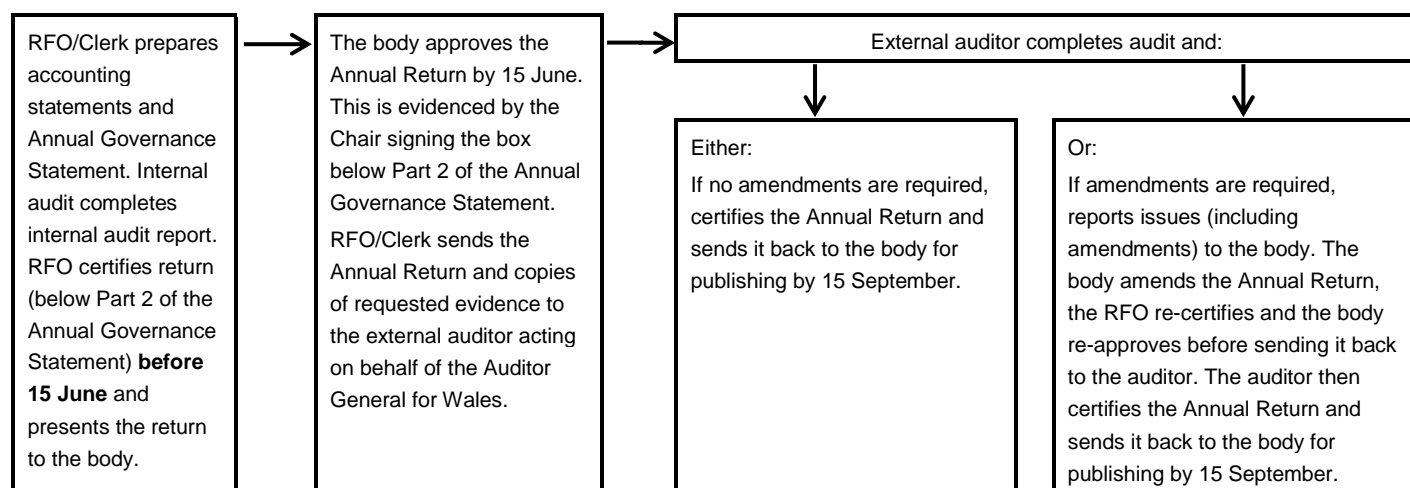 RFO/Clerk prepares
accounting
statements and
Annual Governance
Statement. Internal
audit completes
internal audit report.
RFO certifies return
(below Part 2 of the
Annual Governance
Statement) before
15 June and
presents the return
to the body.
The body approves the
Annual Return by 15 June.
This is evidenced by the
Chair signing the box
below Part 2 of the Annual
Governance Statement.
RFO/Clerk sends the
Annual Return and copies
of requested evidence to
the external auditor acting
on behalf of the Auditor
General for Wales.
External auditor completes audit and:
Either:
If no amendments are required,
certifies the Annual Return and
sends it back to the body for
publishing by 15 September.
Or:
If amendments are required,
reports issues (including
amendments) to the body. The
body amends the Annual Return,
the RFO re-certifies and the body
re-approves before sending it back
to the auditor. The auditor then
certifies the Annual Return and
sends it back to the body for
publishing by 15 September.